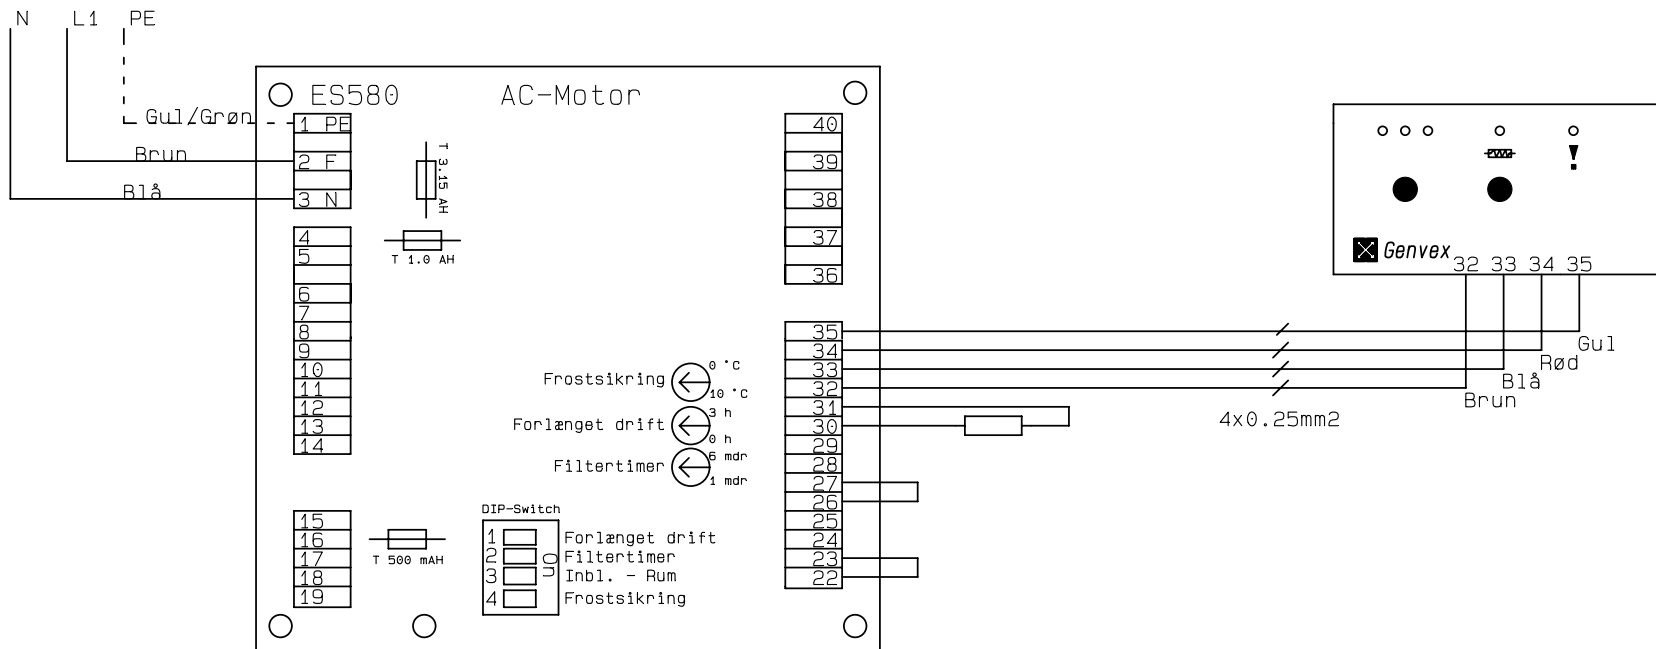 N L1 PE
ES580 AC-Motor
Gul/Grøn
Brun
Blå
1 PE
2 F
3 N
T 3.15 AH
T 1.0 AH
4
5
6
7
8
9
10
11
12
13
14
15
16
17
18
19
T 500 mAH
Frostsikring
0 °C
10 °C
Forlænget drift
3 h
0 h
Filtertimer
6 mdr
1 mdr
DIP-Switch
1 Forlænget drift
2 Filtertimer
3 Inbl. - Rum
4 Frostsikring
On
40
39
38
37
36
35
34
33
32
31
30
29
28
27
26
25
24
23
22
4x0.25mm2
!
Genvex
32 33 34 35
Gul
Rød
Blå
Brun